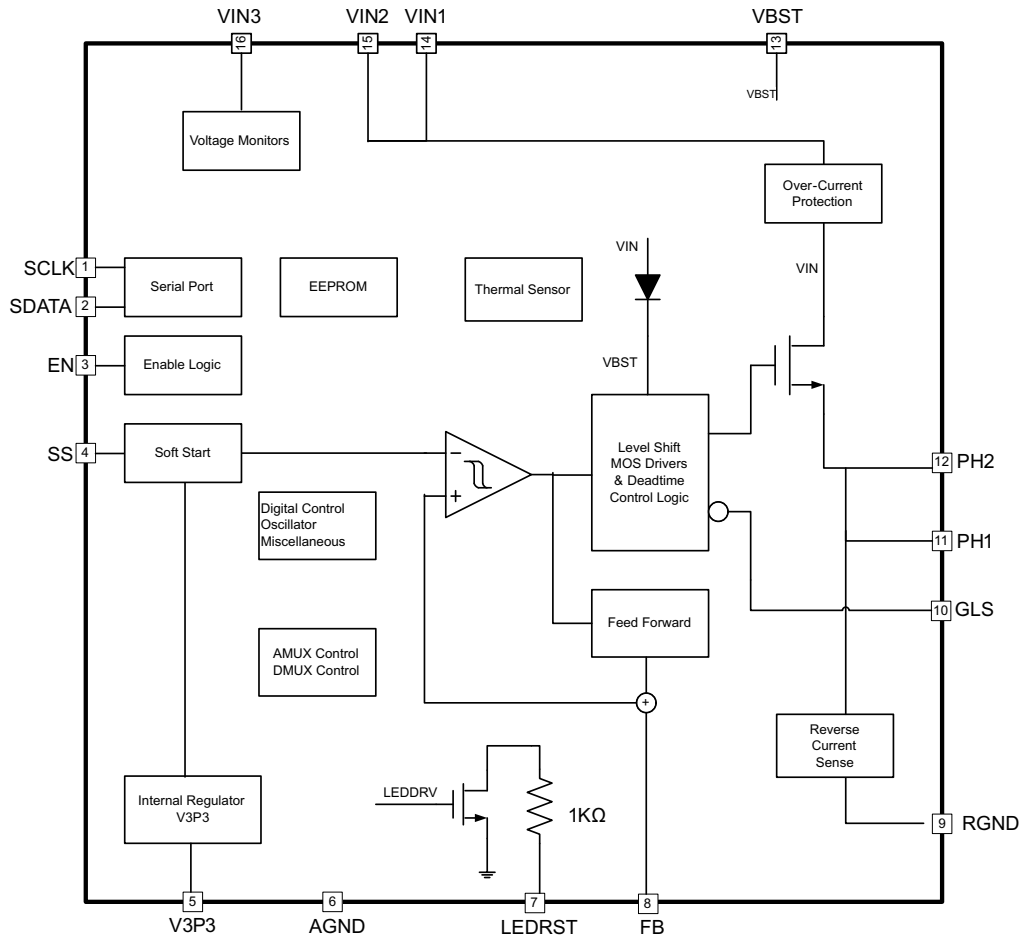 VIN3
VIN2
VIN1
VBST
16
15
14
13
VBST
Voltage Monitors
Over-Current
Protection
VIN
VIN
SCLK
1
SDATA
2
Serial Port
EEPROM
Thermal Sensor
EN
3
Enable Logic
VBST
SS
4
Soft Start
−
+
Level Shift
MOS Drivers
& Deadtime
Control Logic
12
PH2
Digital Control
Oscillator
Miscellaneous
11
PH1
10
GLS
Feed Forward
AMUX Control
DMUX Control
+
Reverse
Current
Sense
Internal Regulator
V3P3
LEDDRV
1KΩ
9
RGND
5
6
7
8
V3P3
AGND
LEDRST
FB